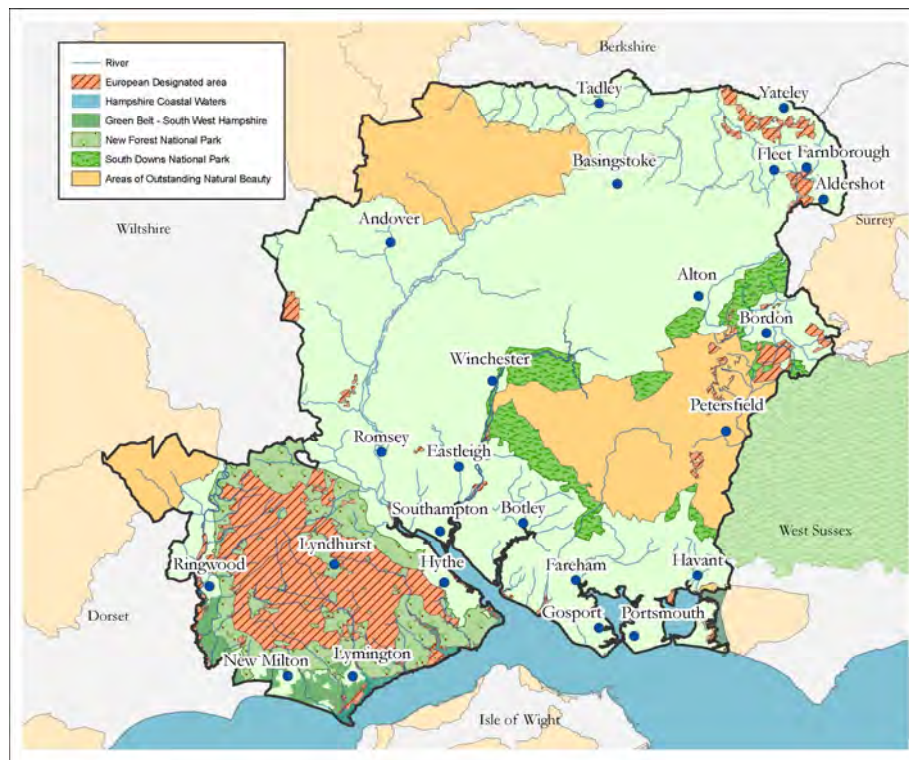 Berkshire
River
European Designated area
Hampshire Coastal Waters
Green Belt - South West Hampshire
New Forest National Park
South Downs National Park
Areas of Outstanding Natural Beauty
Tadley
Yateley
Basingstoke
Fleet
Farnborough
Aldershot
Andover
Wiltshire
Surrey
Alton
Bordon
Winchester
Petersfield
Romsey
Eastleigh
Southampton
Botley
West Sussex
Lyndhurst
Ringwood
Hythe
Fareham
Havant
Dorset
Gosport
Portsmouth
New Milton
Lymington
Isle of Wight